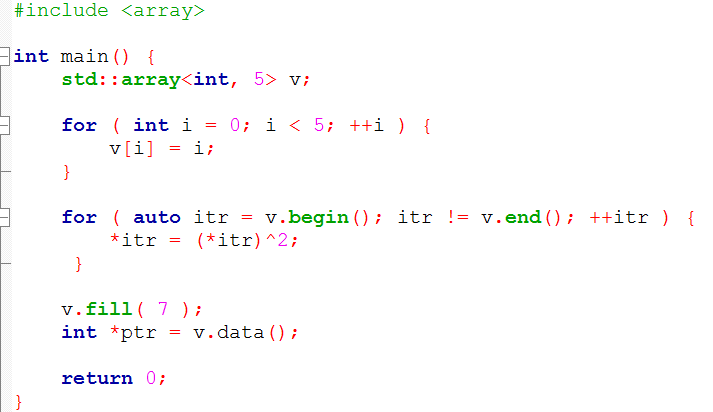 #include <array>
int main() {
std::array<int, 5> v;
for ( int i = 0; i < 5; ++i ) {
v[i] = i;
}
for ( auto itr = v.begin(); itr != v.end(); ++itr ) {
*itr = (*itr)^2;
}
v.fill( 7 );
int *ptr = v.data();
return 0;
}